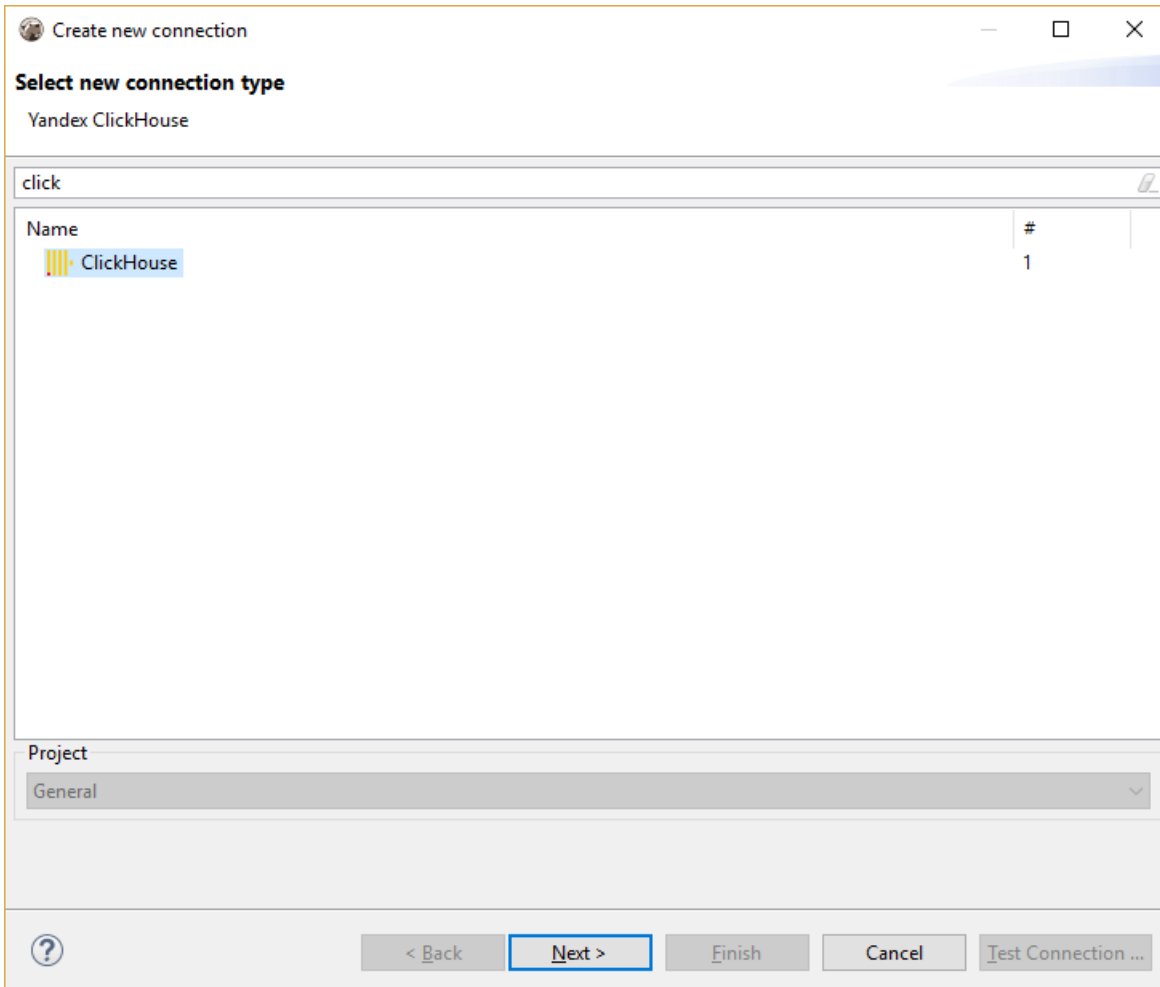 Create new connection
Select new connection type
Yandex ClickHouse
click
Name #
ClickHouse 1
Project
General
? < Back Next > Finish Cancel Test Connection ...